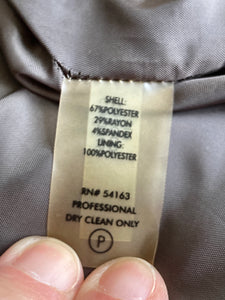 SHELL:
67%POLYESTER
29%RAYON
4%SPANDEX
LINING:
100%POLYESTER
RN# 54163
PROFESSIONAL
DRY CLEAN ONLY
P